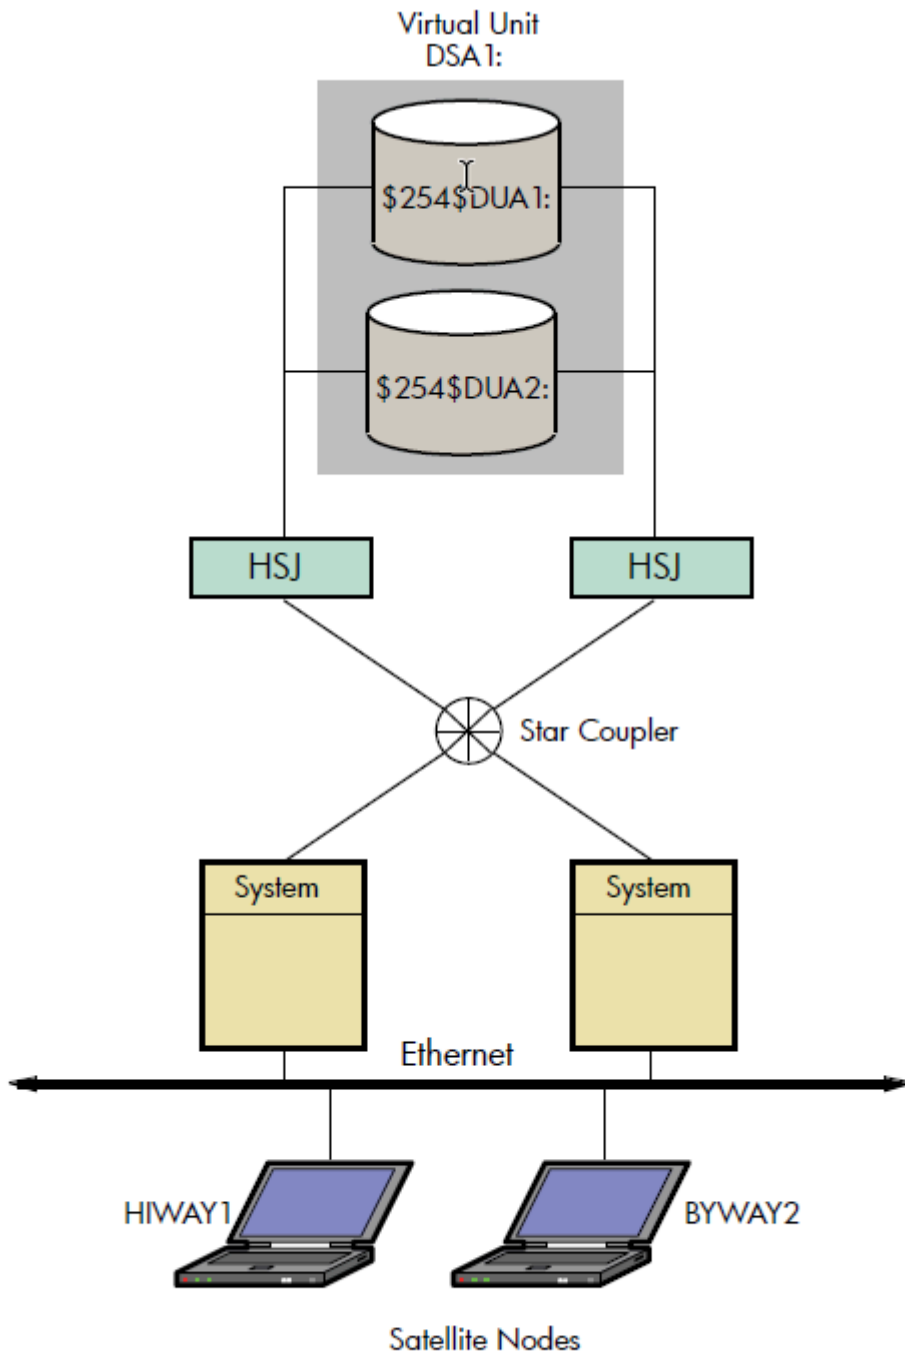 Virtual Unit
DSA1:
$254$DUA1:
$254$DUA2:
HSJ
HSJ
Star Coupler
System
System
Ethernet
HIWAY1
BYWAY2
Satellite Nodes